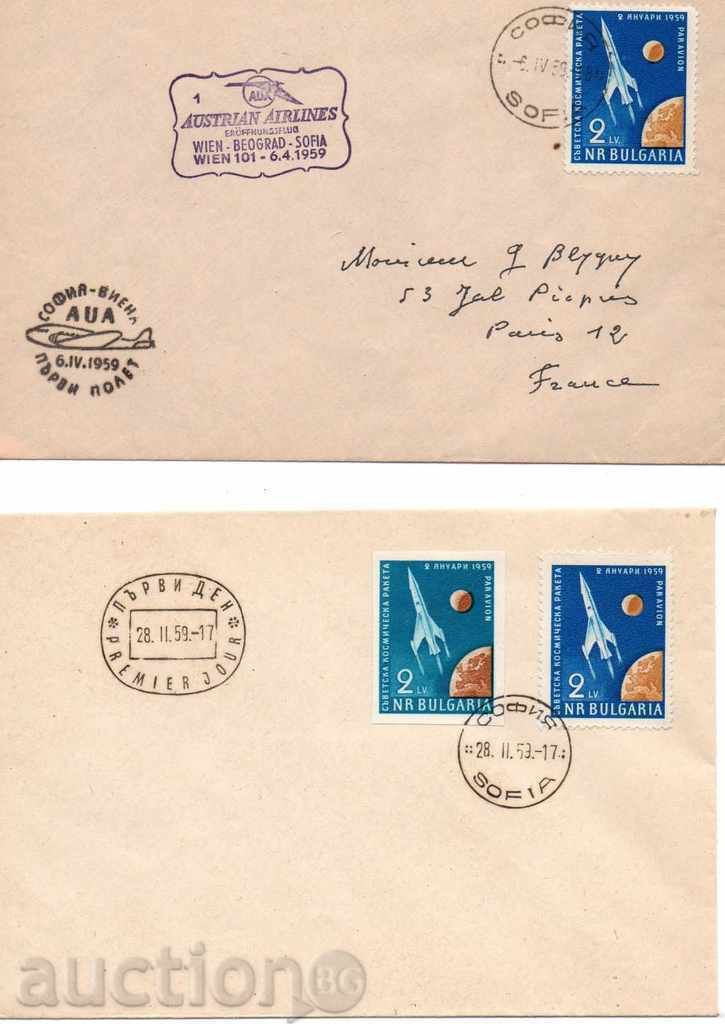 1
AUA
AUSTRIAN AIRLINES
ERÖFFNUNGSFLUG
WIEN - BEOGRAD - SOFIA
WIEN 101 - 6.4.1959
СОФИЯ
-6. IV 59.
SOFIA
2 ЯНУАРИ 1959
СЪВЕТСКА КОСМИЧЕСКА РАКЕТА
PAR AVION
2 LV.
NR BULGARIA
Monsieur G
53
Paris 12
France
СОФИЯ-ВИЕНА
AUA
6.IV.1959
ПЪРВИ ПОЛЕТ
ПЪРВИ ДЕН
28. II. 59.-17
PREMIER JOUR
2 ЯНУАРИ 1959
СЪВЕТСКА КОСМИЧЕСКА РАКЕТА
PAR AVION
2 LV.
NR BULGARIA
2 ЯНУАРИ 1959
СЪВЕТСКА КОСМИЧЕСКА РАКЕТА
PAR AVION
2 LV.
NR BULGARIA
СОФИЯ
28. II. 59.-17
SOFIA
auction BG